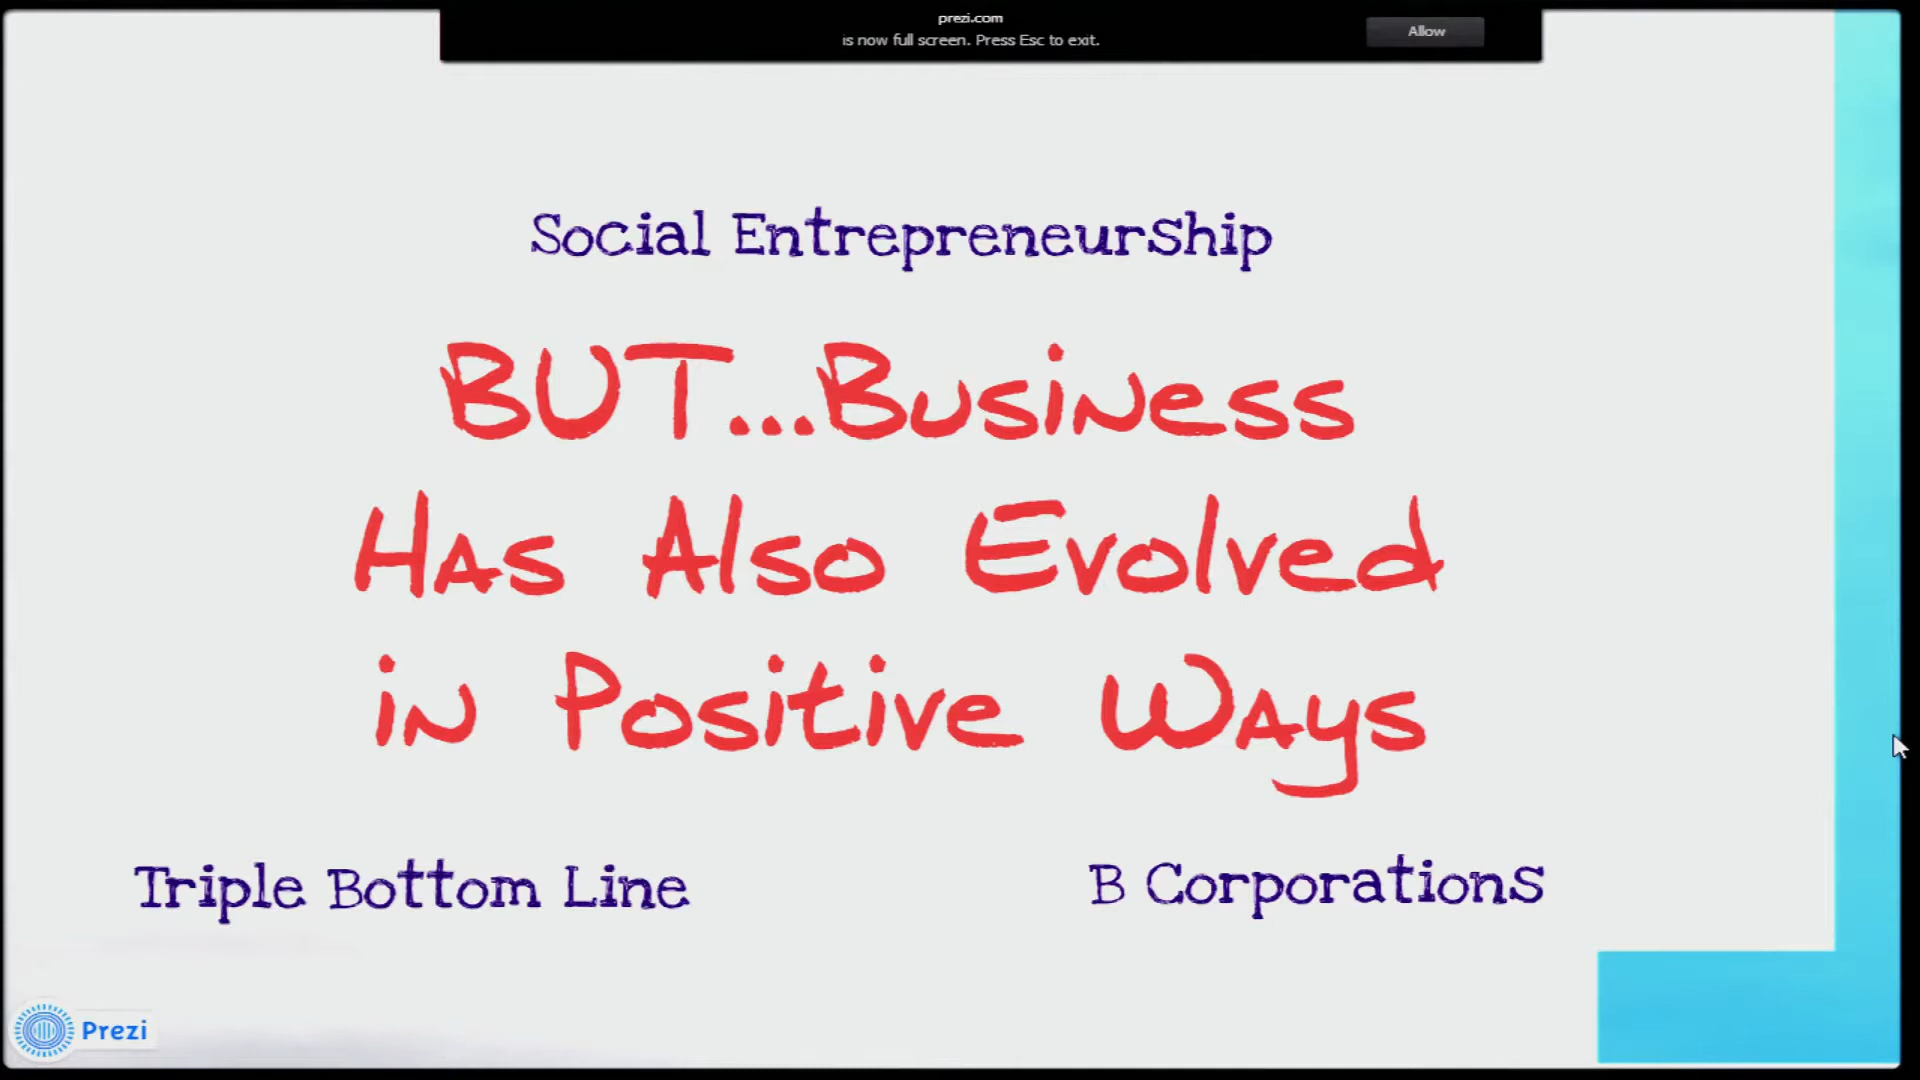 prezi.com
is now full screen. Press Esc to exit.
Allow
Social Entrepreneurship
BUT...Business
Has Also Evolved
in Positive Ways
Triple Bottom Line
B Corporations
Prezi